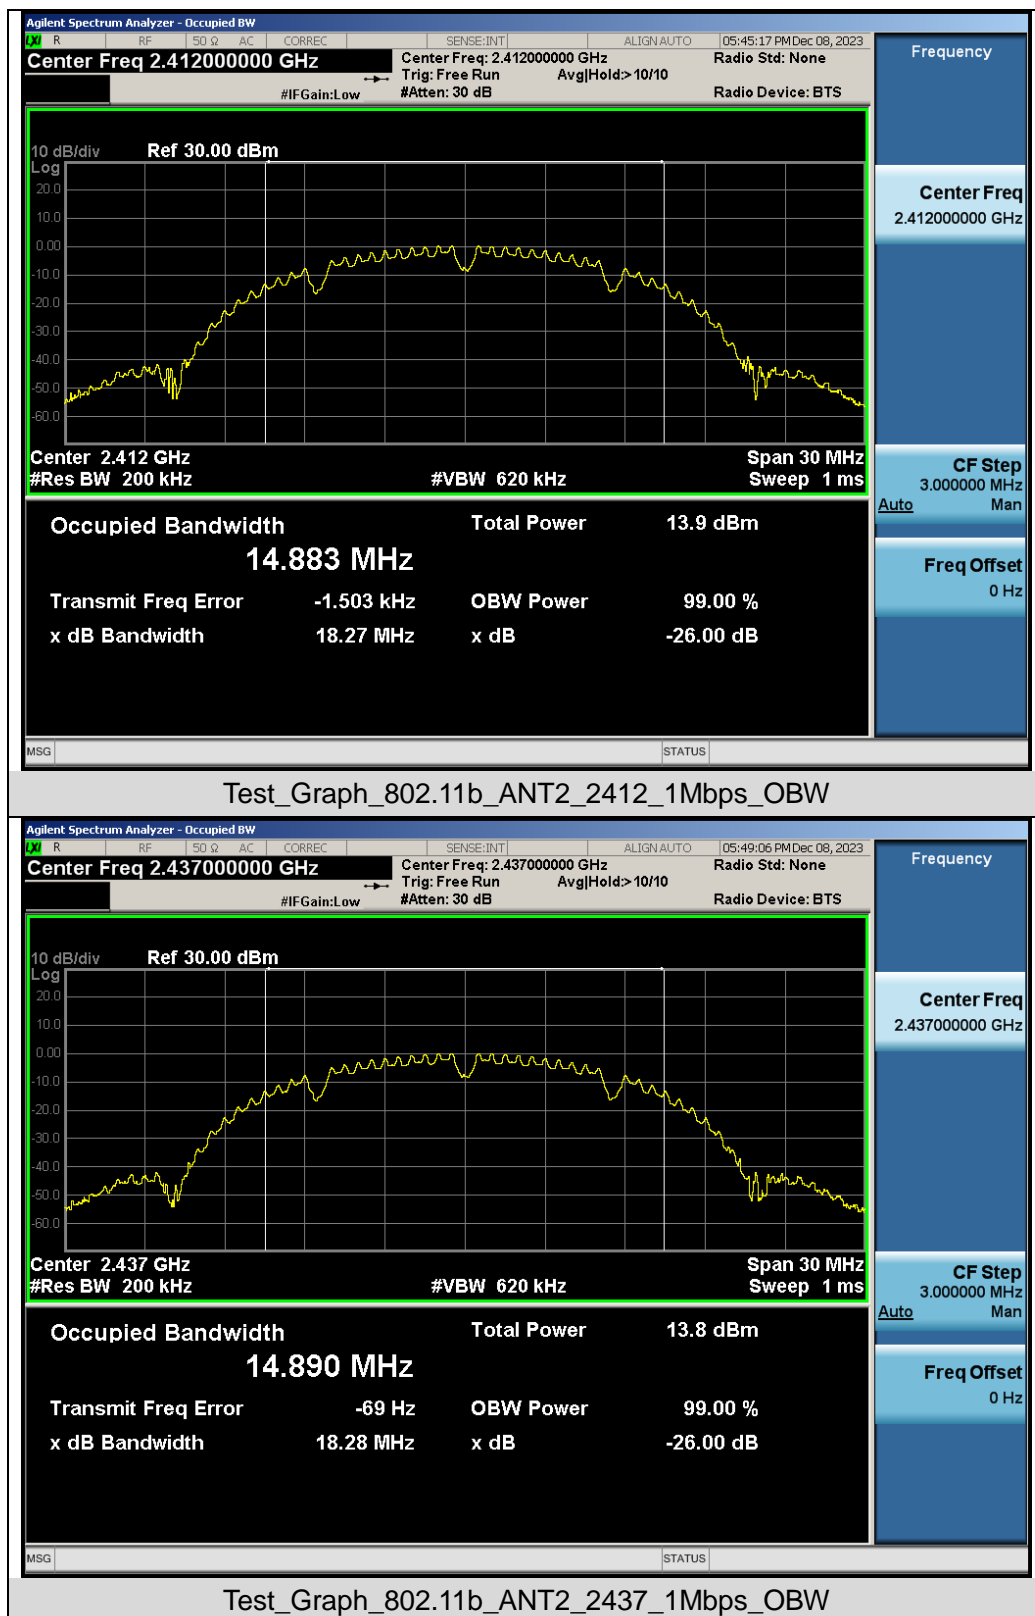 Agilent Spectrum Analyzer - Occupied BW
LXI R RF 50 Ω AC CORREC SENSE:INT ALIGN AUTO 05:45:17 PM Dec 08, 2023
Center Freq 2.412000000 GHz
Center Freq: 2.412000000 GHz
Radio Std: None
Trig: Free Run Avg|Hold:> 10/10
#IFGain:Low #Atten: 30 dB Radio Device: BTS
Frequency
10 dB/div Ref 30.00 dBm
Log
20.0
10.0
0.00
-10.0
-20.0
-30.0
-40.0
-50.0
-60.0
Center 2.412 GHz Span 30 MHz
#Res BW 200 kHz #VBW 620 kHz Sweep 1 ms
Center Freq
2.412000000 GHz
CF Step
3.000000 MHz
Auto Man
Freq Offset
0 Hz
Occupied Bandwidth Total Power 13.9 dBm
14.883 MHz
Transmit Freq Error -1.503 kHz OBW Power 99.00 %
x dB Bandwidth 18.27 MHz x dB -26.00 dB
MSG STATUS
Test_Graph_802.11b_ANT2_2412_1Mbps_OBW
Agilent Spectrum Analyzer - Occupied BW
LXI R RF 50 Ω AC CORREC SENSE:INT ALIGN AUTO 05:49:06 PM Dec 08, 2023
Center Freq 2.437000000 GHz
Center Freq: 2.437000000 GHz
Radio Std: None
Trig: Free Run Avg|Hold:> 10/10
#IFGain:Low #Atten: 30 dB Radio Device: BTS
Frequency
10 dB/div Ref 30.00 dBm
Log
20.0
10.0
0.00
-10.0
-20.0
-30.0
-40.0
-50.0
-60.0
Center 2.437 GHz Span 30 MHz
#Res BW 200 kHz #VBW 620 kHz Sweep 1 ms
Center Freq
2.437000000 GHz
CF Step
3.000000 MHz
Auto Man
Freq Offset
0 Hz
Occupied Bandwidth Total Power 13.8 dBm
14.890 MHz
Transmit Freq Error -69 Hz OBW Power 99.00 %
x dB Bandwidth 18.28 MHz x dB -26.00 dB
MSG STATUS
Test_Graph_802.11b_ANT2_2437_1Mbps_OBW